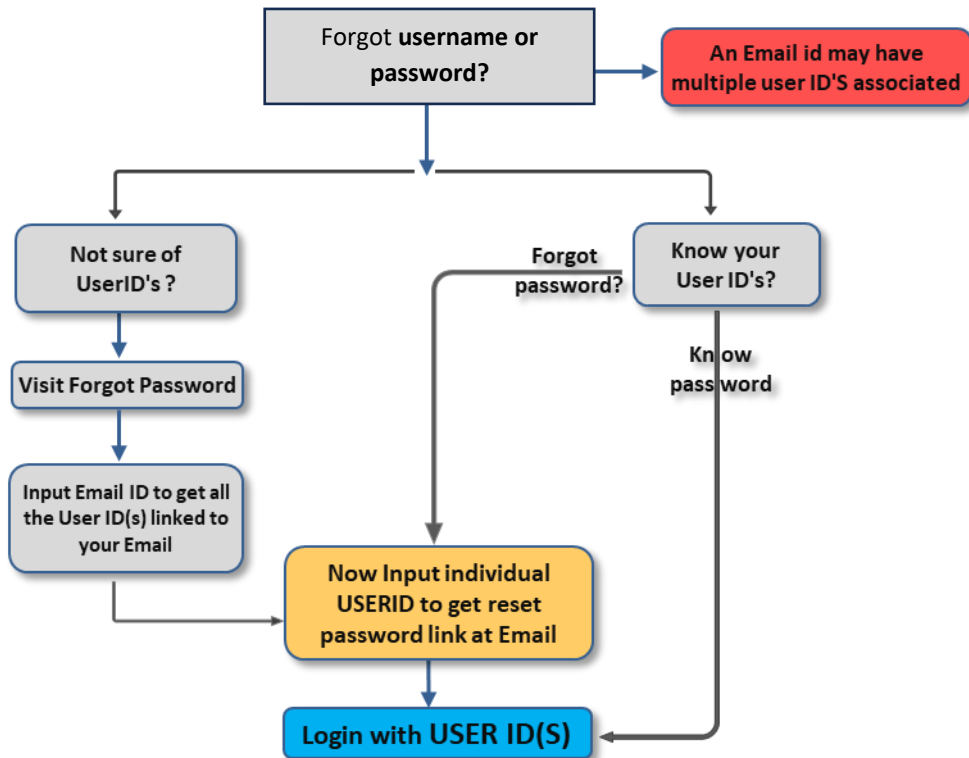 Forgot username or
password?
An Email id may have
multiple user ID'S associated
Not sure of
UserID's ?
Forgot
password?
Know your
User ID's?
Visit Forgot Password
Know
password
Input Email ID to get all
the User ID(s) linked to
your Email
Now Input individual
USERID to get reset
password link at Email
Login with USER ID(S)